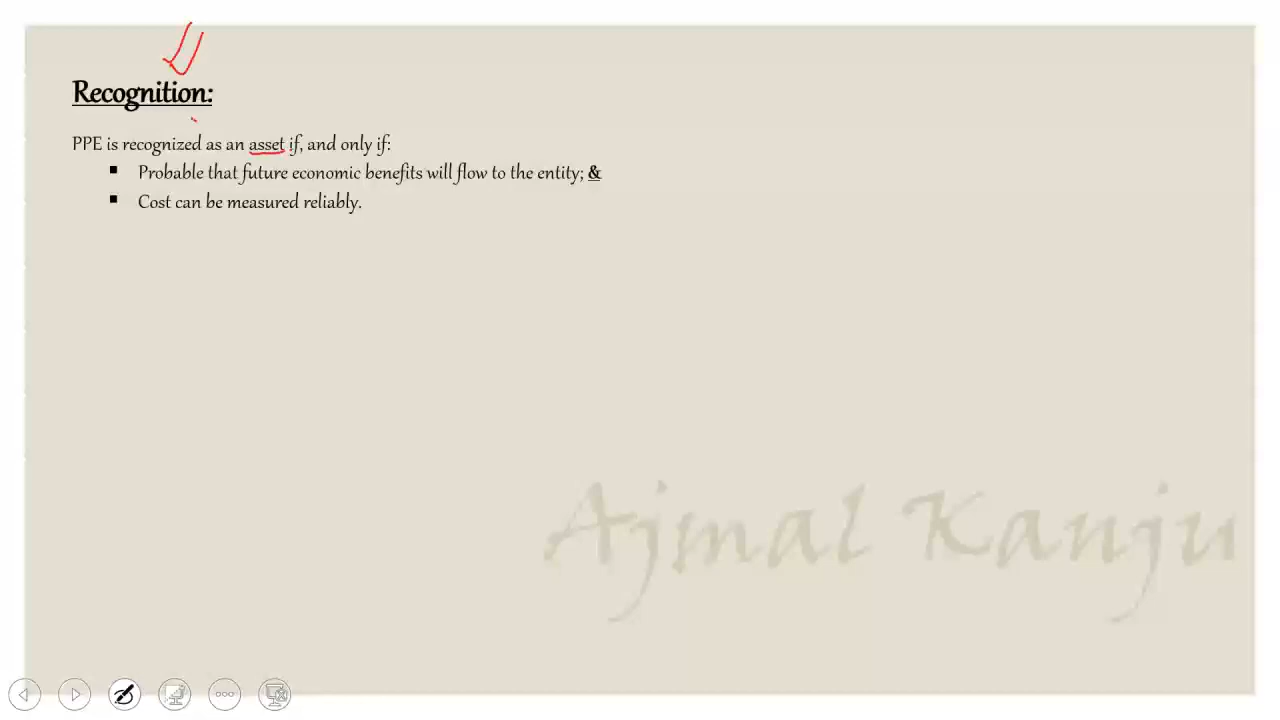 Recognition:
PPE is recognized as an asset if, and only if:
▪ Probable that future economic benefits will flow to the entity; &
▪ Cost can be measured reliably.
Ajmal Kanju